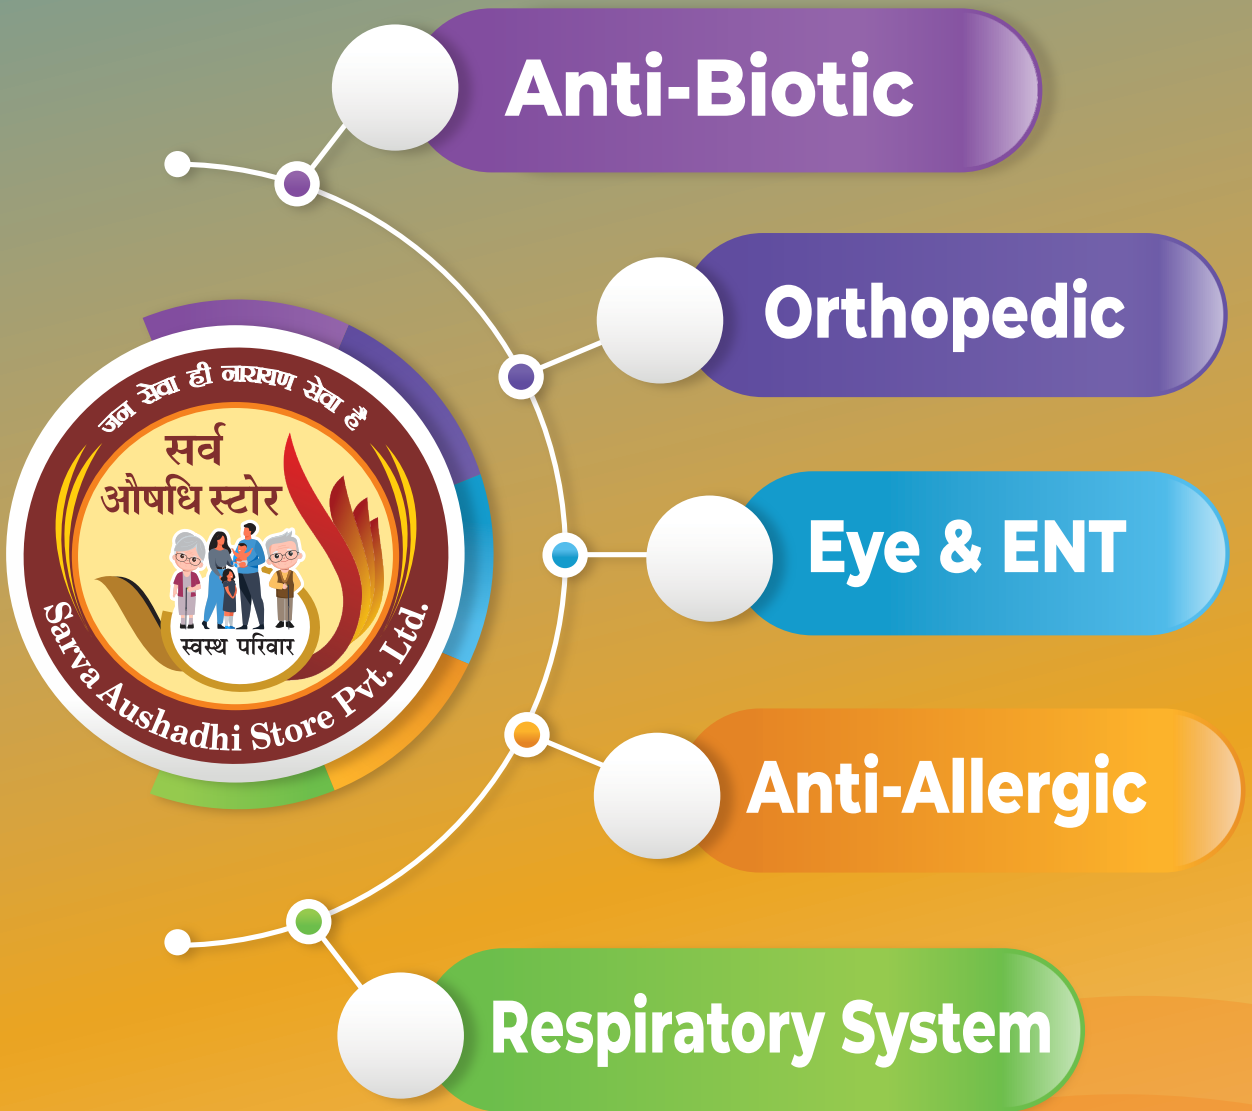 Anti-Biotic
Orthopedic
जन सेवा ही नारायण सेवा है
सर्व
औषधि स्टोर
स्वस्थ परिवार
Sarva Aushadhi Store Pvt. Ltd.
Eye & ENT
Anti-Allergic
Respiratory System